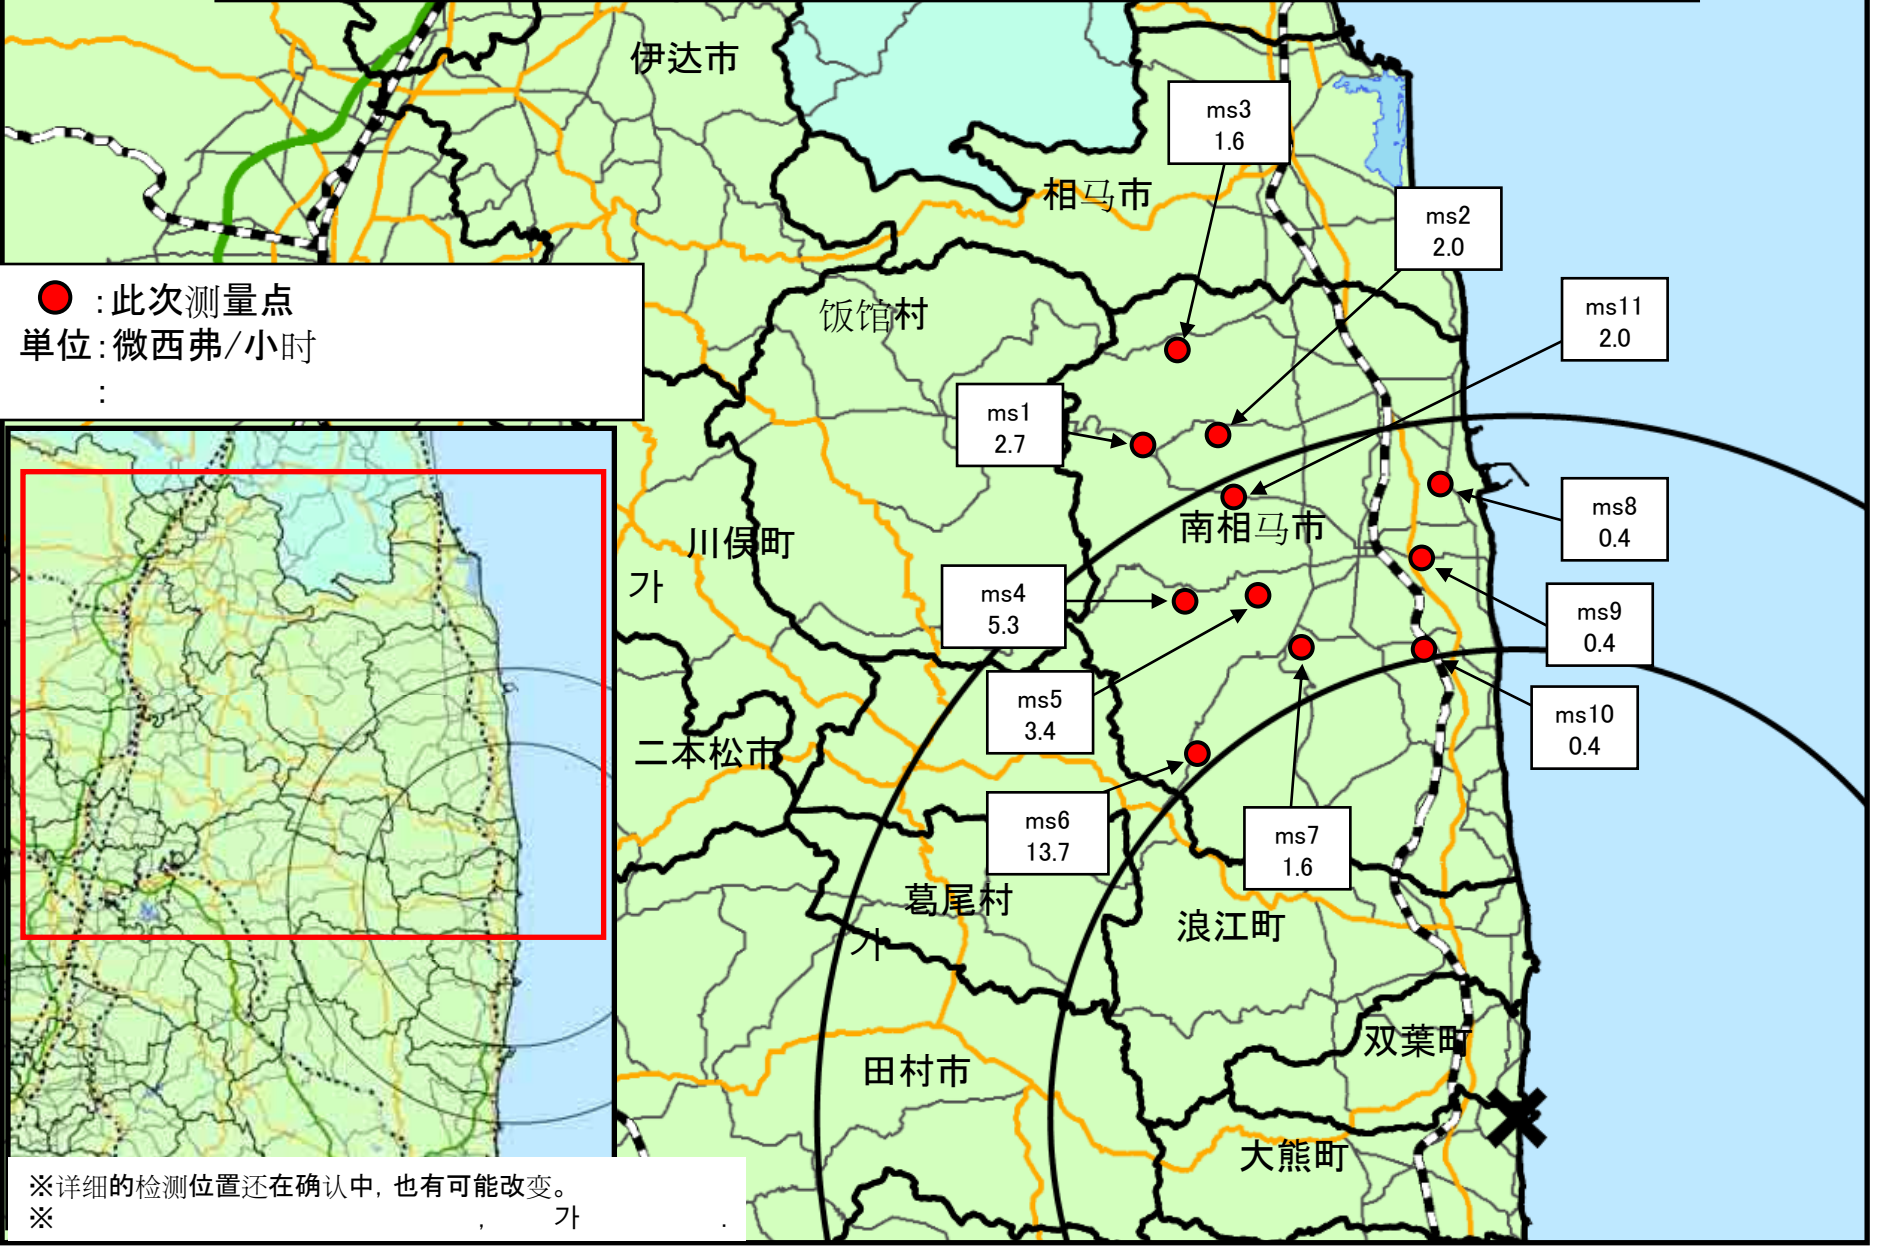 伊达市
ms3
1.6
相马市
ms2
2.0
:此次测量点
単位:微西弗/小时
:
饭馆村
ms11
2.0
ms1
2.7
ms8
0.4
南相马市
川俣町
가
ms4
5.3
ms9
0.4
ms5
3.4
ms10
0.4
二本松市
ms6
13.7
ms7
1.6
葛尾村
浪江町
가
双葉町
田村市
大熊町
※详细的检测位置还在确认中, 也有可能改变。
※ , 가 .